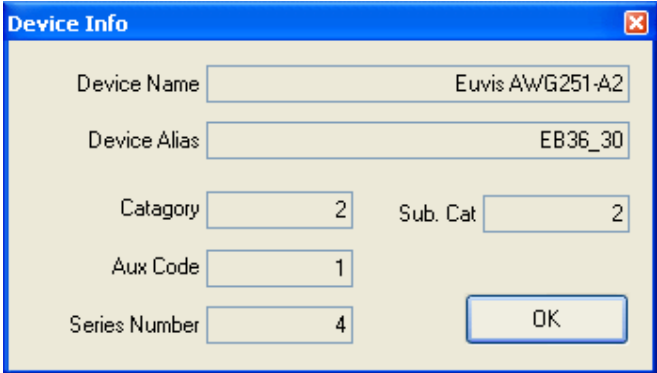 Device Info
Device Name Euvis AWG251-A2
Device Alias EB36_30
Catagory 2 Sub. Cat 2
Aux Code 1
Series Number 4 OK